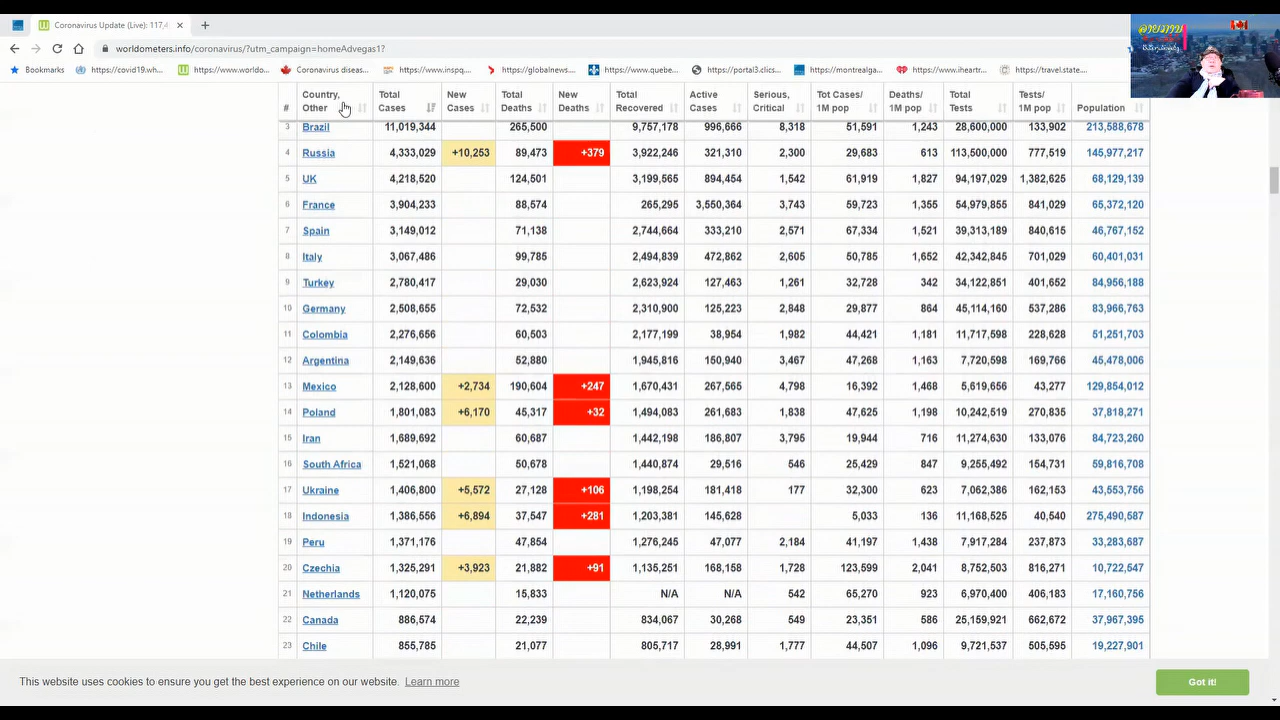 Coronavirus Update (Live): 117,4
worldometers.info/coronavirus/?utm_campaign=homeAdvegas1?
Bookmarks https://covid19.wh... https://www.worldo... Coronavirus diseas... https://www.inspq... https://globalnews... https://www.quebe... https://portal3.clics... https://montrealga... https://www.iheartr... https://travel.state...
# Country, Other Total Cases New Cases Total Deaths New Deaths Total Recovered Active Cases Serious, Critical Tot Cases/ 1M pop Deaths/ 1M pop Total Tests Tests/ 1M pop Population
3 Brazil 11,019,344 265,500 9,757,178 996,666 8,318 51,591 1,243 28,600,000 133,902 213,588,678
4 Russia 4,333,029 +10,253 89,473 +379 3,922,246 321,310 2,300 29,683 613 113,500,000 777,519 145,977,217
5 UK 4,218,520 124,501 3,199,565 894,454 1,542 61,919 1,827 94,197,029 1,382,625 68,129,139
6 France 3,904,233 88,574 265,295 3,550,364 3,743 59,723 1,355 54,979,855 841,029 65,372,120
7 Spain 3,149,012 71,138 2,744,664 333,210 2,571 67,334 1,521 39,313,189 840,615 46,767,152
8 Italy 3,067,486 99,785 2,494,839 472,862 2,605 50,785 1,652 42,342,845 701,029 60,401,031
9 Turkey 2,780,417 29,030 2,623,924 127,463 1,261 32,728 342 34,122,851 401,652 84,956,188
10 Germany 2,508,655 72,532 2,310,900 125,223 2,848 29,877 864 45,114,160 537,286 83,966,763
11 Colombia 2,276,656 60,503 2,177,199 38,954 1,982 44,421 1,181 11,717,598 228,628 51,251,703
12 Argentina 2,149,636 52,880 1,945,816 150,940 3,467 47,268 1,163 7,720,598 169,766 45,478,006
13 Mexico 2,128,600 +2,734 190,604 +247 1,670,431 267,565 4,798 16,392 1,468 5,619,656 43,277 129,854,012
14 Poland 1,801,083 +6,170 45,317 +32 1,494,083 261,683 1,838 47,625 1,198 10,242,519 270,835 37,818,271
15 Iran 1,689,692 60,687 1,442,198 186,807 3,795 19,944 716 11,274,630 133,076 84,723,260
16 South Africa 1,521,068 50,678 1,440,874 29,516 546 25,429 847 9,255,492 154,731 59,816,708
17 Ukraine 1,406,800 +5,572 27,128 +106 1,198,254 181,418 177 32,300 623 7,062,386 162,153 43,553,756
18 Indonesia 1,386,556 +6,894 37,547 +281 1,203,381 145,628 5,033 136 11,168,525 40,540 275,490,587
19 Peru 1,371,176 47,854 1,276,245 47,077 2,184 41,197 1,438 7,917,284 237,873 33,283,687
20 Czechia 1,325,291 +3,923 21,882 +91 1,135,251 168,158 1,728 123,599 2,041 8,752,503 816,271 10,722,647
21 Netherlands 1,120,075 15,833 N/A N/A 542 65,270 923 6,970,400 406,183 17,160,756
22 Canada 886,574 22,239 834,067 30,268 549 23,351 586 25,159,921 662,672 37,967,395
23 Chile 855,785 21,077 805,717 28,991 1,777 44,507 1,096 9,721,537 505,595 19,227,901
This website uses cookies to ensure you get the best experience on our website. Learn more
Got it!